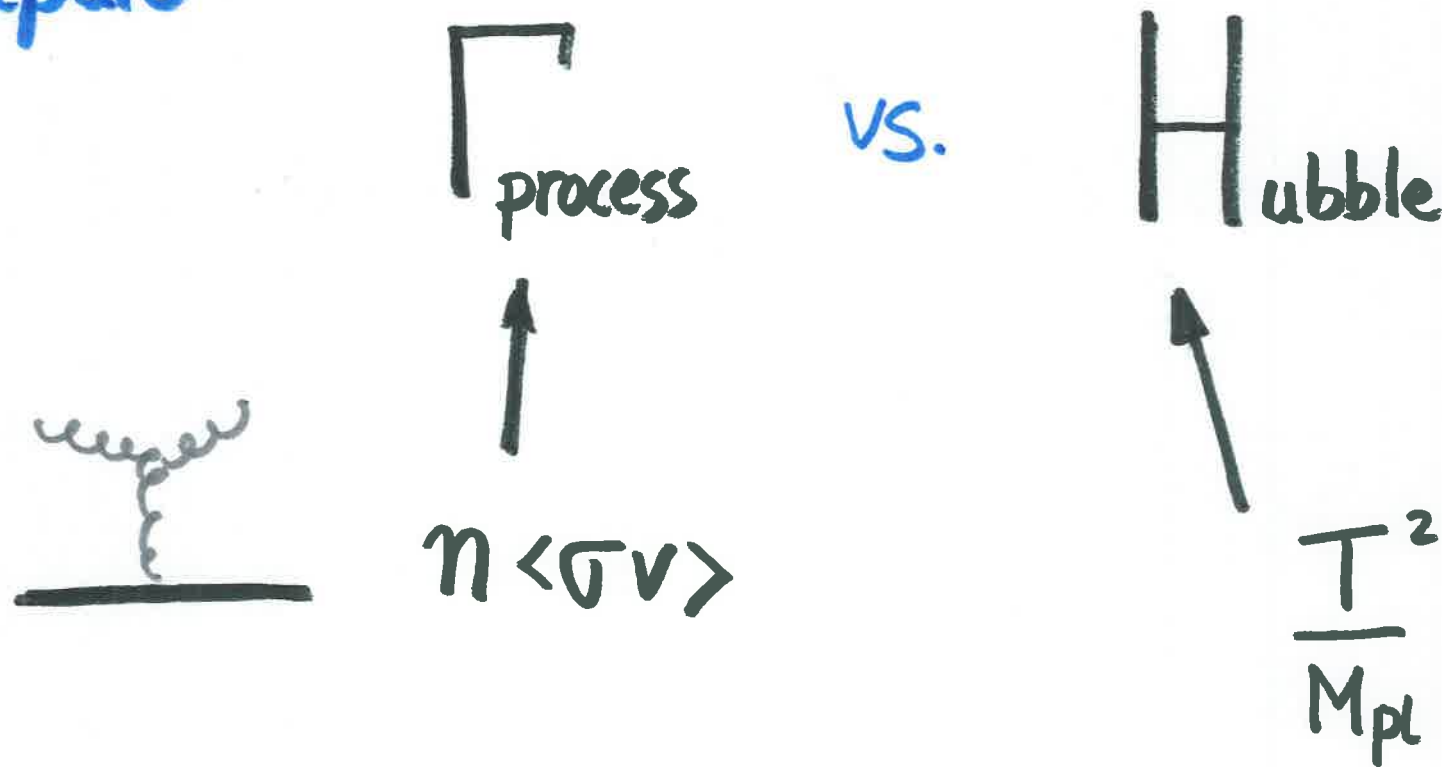 Γprocess vs. Hubble
n<σv>
T²
Mpl